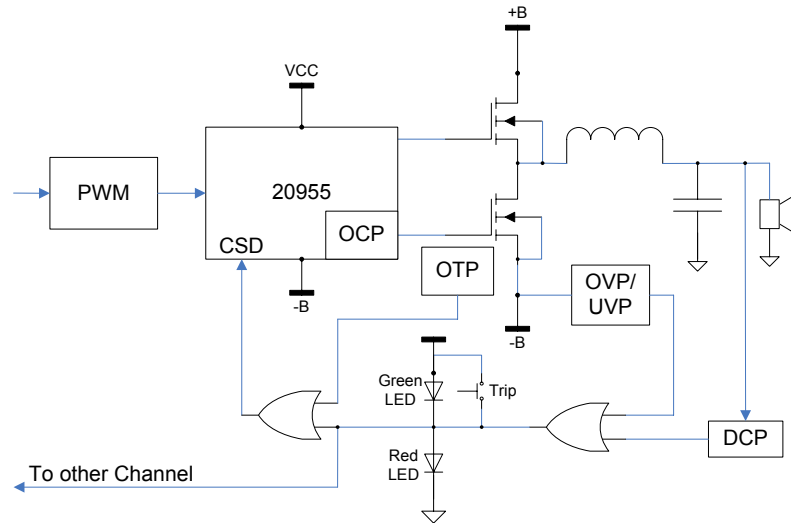 +B
VCC
PWM
20955
OCP
CSD
OTP
OVP/
UVP
-B
-B
Green
LED
Trip
DCP
Red
LED
To other Channel